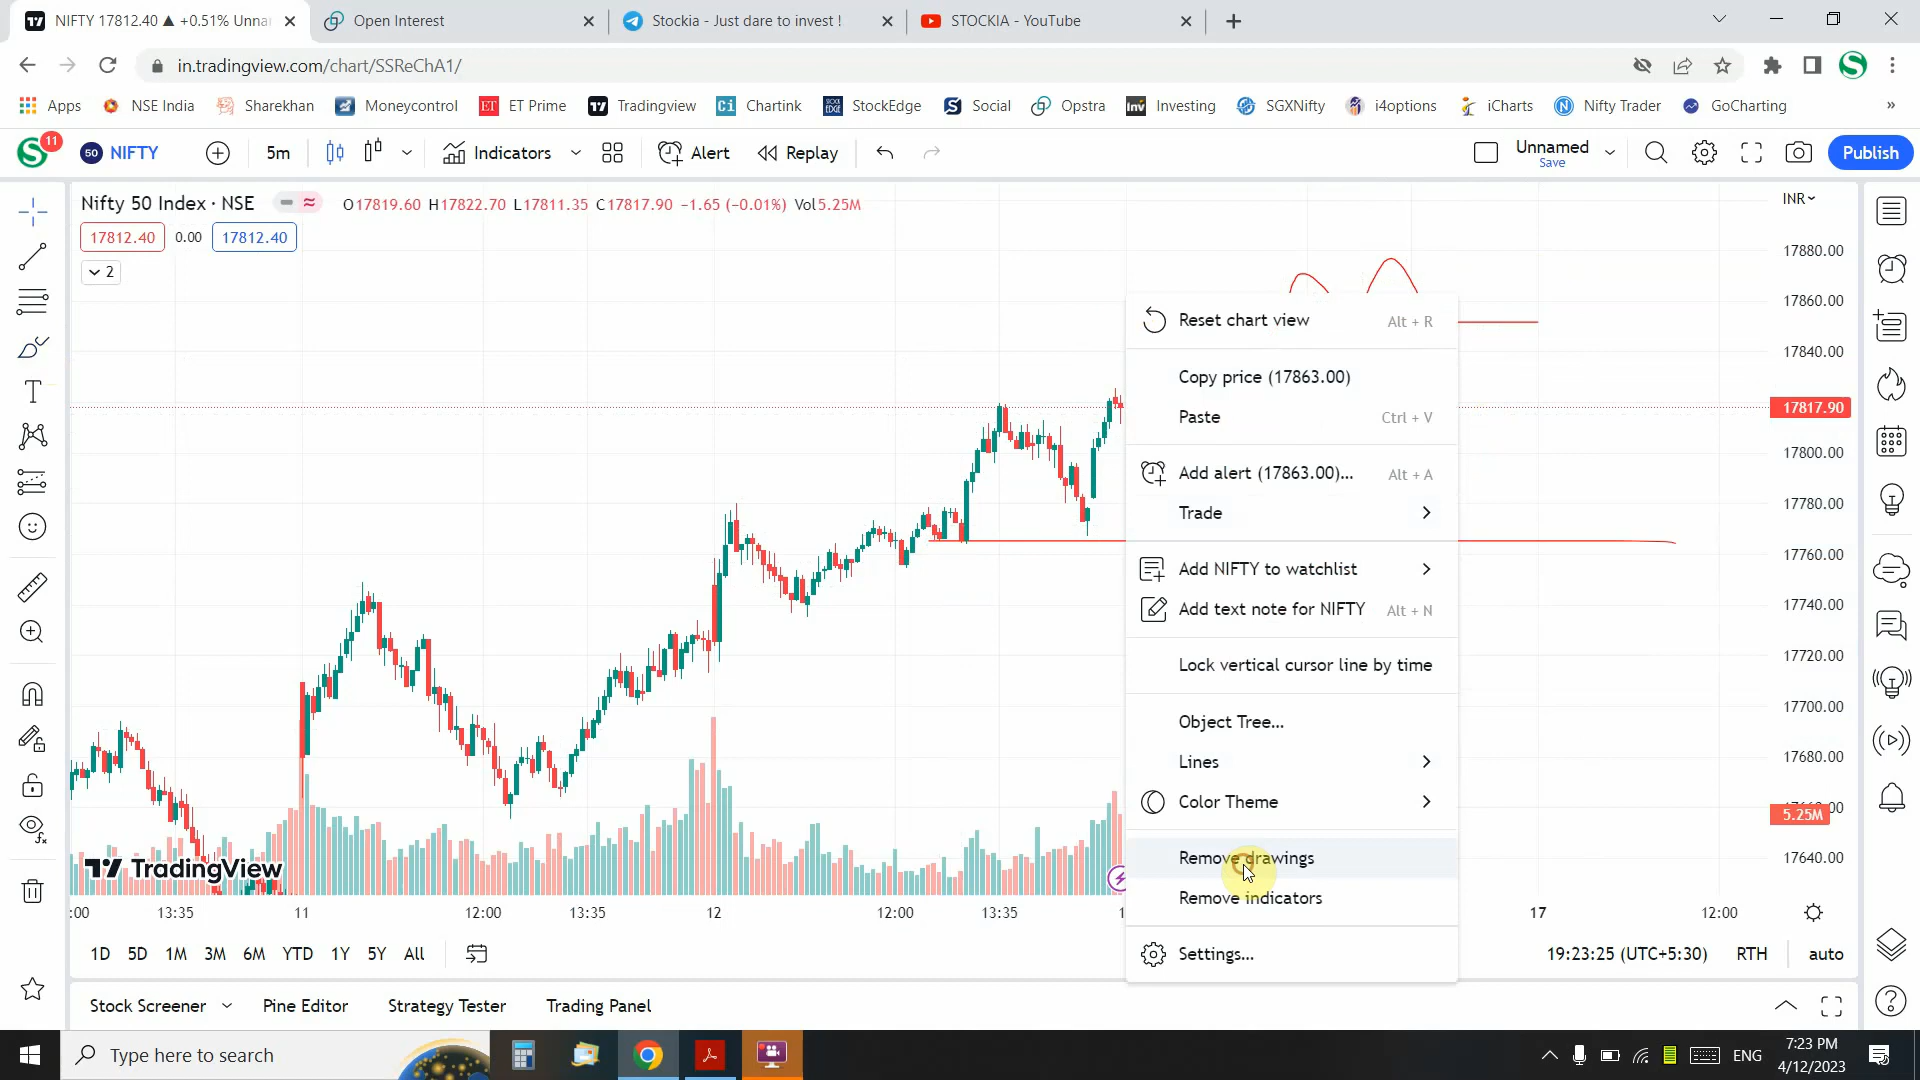 NIFTY 17812.40 ▲ +0.51% Unna
Open Interest
Stockia - Just dare to invest !
STOCKIA - YouTube
in.tradingview.com/chart/SSReChA1/
Apps
NSE India
Sharekhan
Moneycontrol
ET Prime
Tradingview
Chartink
StockEdge
Social
Opstra
Investing
SGXNifty
i4options
iCharts
Nifty Trader
GoCharting
»
11
50 NIFTY
5m
Indicators
Alert
Replay
Unnamed
Save
Publish
Nifty 50 Index · NSE
O17819.60 H17822.70 L17811.35 C17817.90 −1.65 (−0.01%) Vol5.25M
INR
17812.40 0.00 17812.40
2
17880.00
17860.00
17840.00
17817.90
17800.00
17780.00
17760.00
17740.00
17720.00
17700.00
17680.00
5.25M
17640.00
Reset chart view Alt + R
Copy price (17863.00)
Paste Ctrl + V
Add alert (17863.00)... Alt + A
Trade
Add NIFTY to watchlist
Add text note for NIFTY Alt + N
Lock vertical cursor line by time
Object Tree...
Lines
Color Theme
Remove drawings
Remove indicators
Settings...
TradingView
:00 13:35 11 12:00 13:35 12 12:00 13:35 1 17 12:00
1D 5D 1M 3M 6M YTD 1Y 5Y All
19:23:25 (UTC+5:30) RTH auto
Stock Screener Pine Editor Strategy Tester Trading Panel
Type here to search
ENG
7:23 PM
4/12/2023